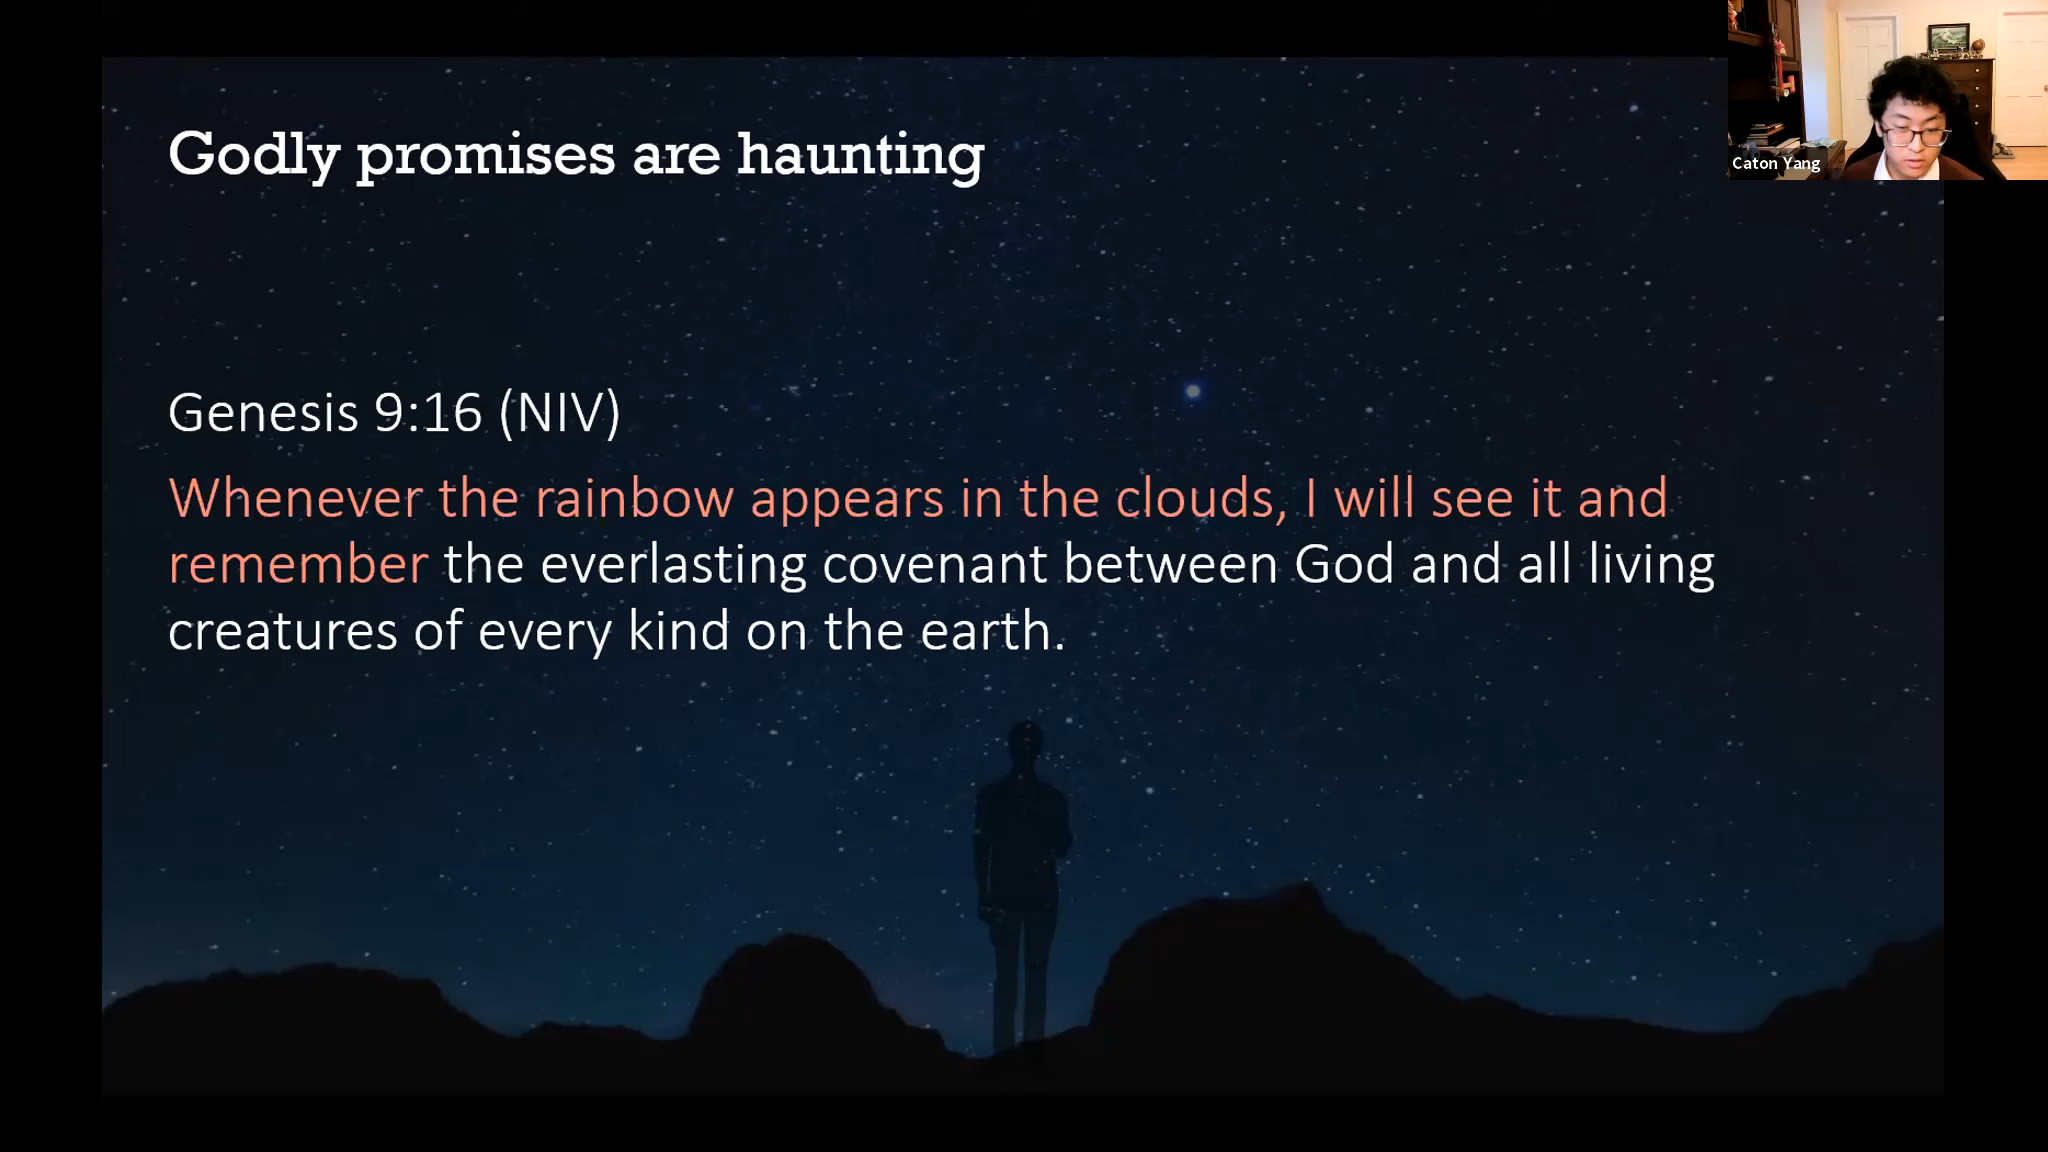 Godly promises are haunting
Caton Yang
Genesis 9:16 (NIV)
Whenever the rainbow appears in the clouds, I will see it and
remember the everlasting covenant between God and all living
creatures of every kind on the earth.